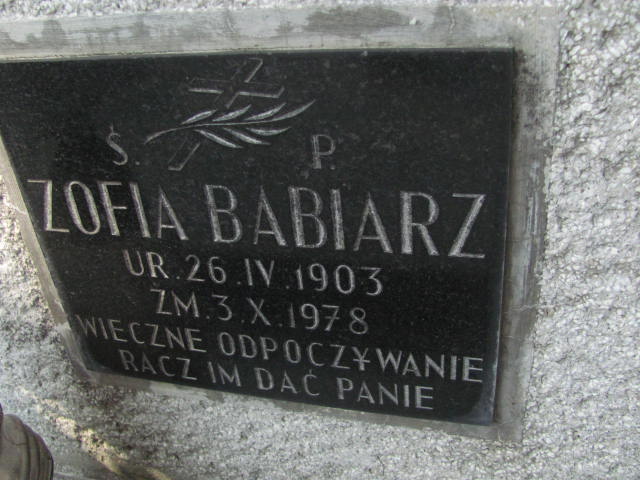 Ś. P.
ZOFIA BABIARZ
UR. 26. IV. 1903
ZM. 3. X. 1978
WIECZNE ODPOCZYWANIE
RACZ IM DAĆ PANIE